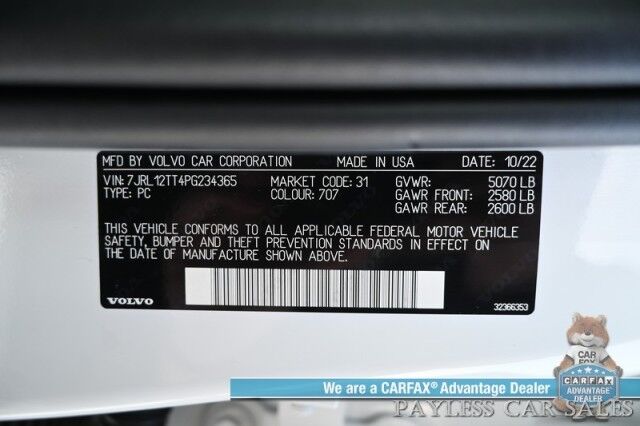 MFD BY VOLVO CAR CORPORATION MADE IN USA DATE: 10/22
VIN: 7JRL12TT4PG234365 MARKET CODE: 31 GVWR: 5070 LB
TYPE: PC COLOUR: 707 GAWR FRONT: 2580 LB
GAWR REAR: 2600 LB
THIS VEHICLE CONFORMS TO ALL APPLICABLE FEDERAL MOTOR VEHICLE
SAFETY, BUMPER AND THEFT PREVENTION STANDARDS IN EFFECT ON
THE DATE OF MANUFACTURE SHOWN ABOVE.
VOLVO 32366353
CAR
FOX
We are a CARFAX® Advantage Dealer
CARFAX
ADVANTAGE
DEALER
PAYLESS CAR SALES